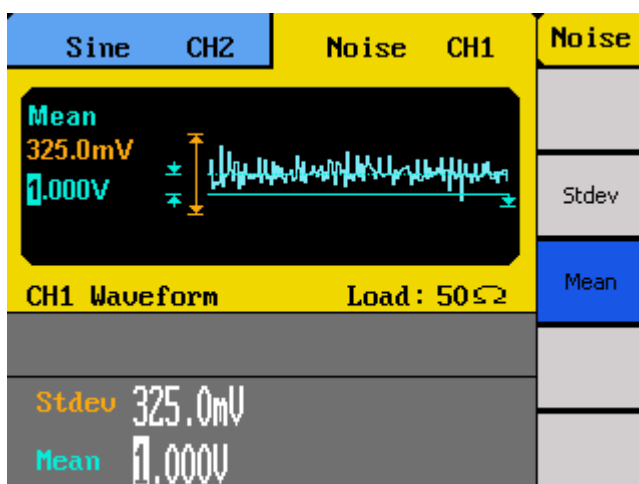 Sine CH2
Noise CH1
Noise
Mean
325.0mV
1.000V
Stdev
Mean
CH1 Waveform
Load: 50Ω
Stdev 325.0mV
Mean 1.000V